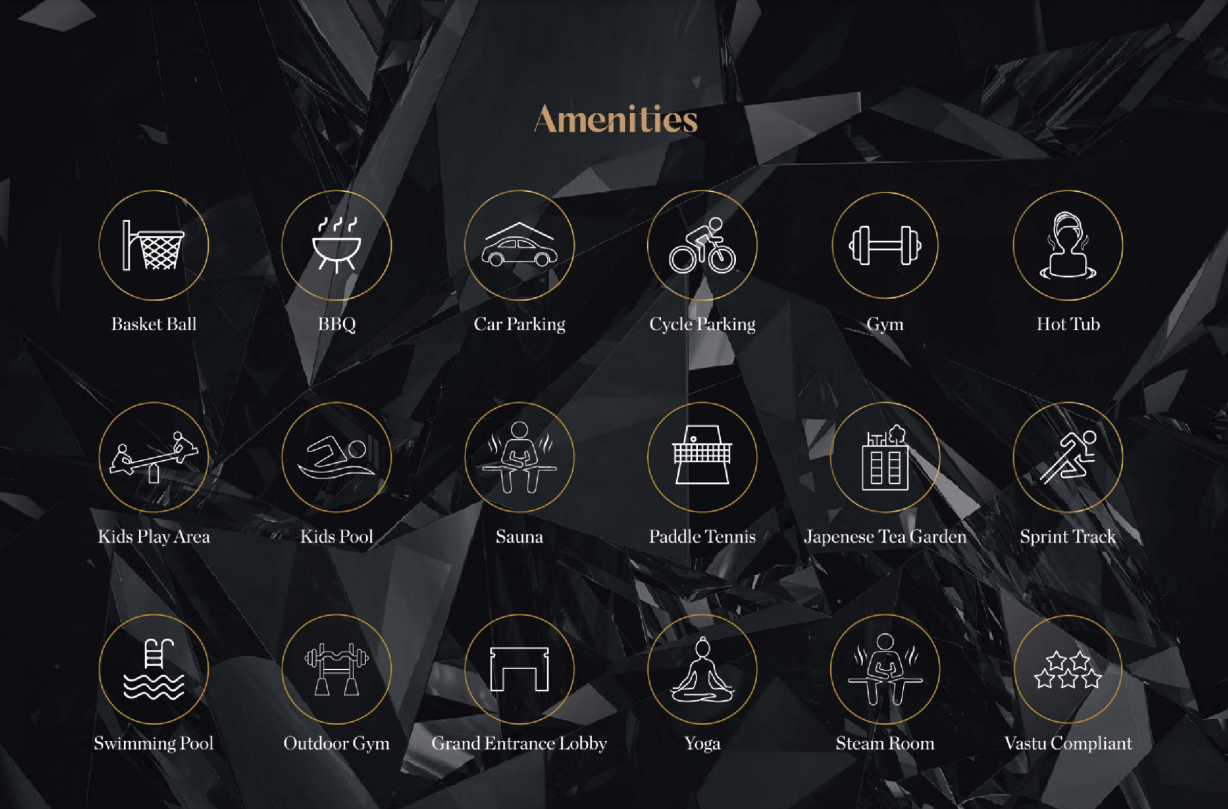 Amenities
Basket Ball
BBQ
Car Parking
Cycle Parking
Gym
Hot Tub
Kids Play Area
Kids Pool
Sauna
Paddle Tennis
Japenese Tea Garden
Sprint Track
Swimming Pool
Outdoor Gym
Grand Entrance Lobby
Yoga
Steam Room
Vastu Compliant